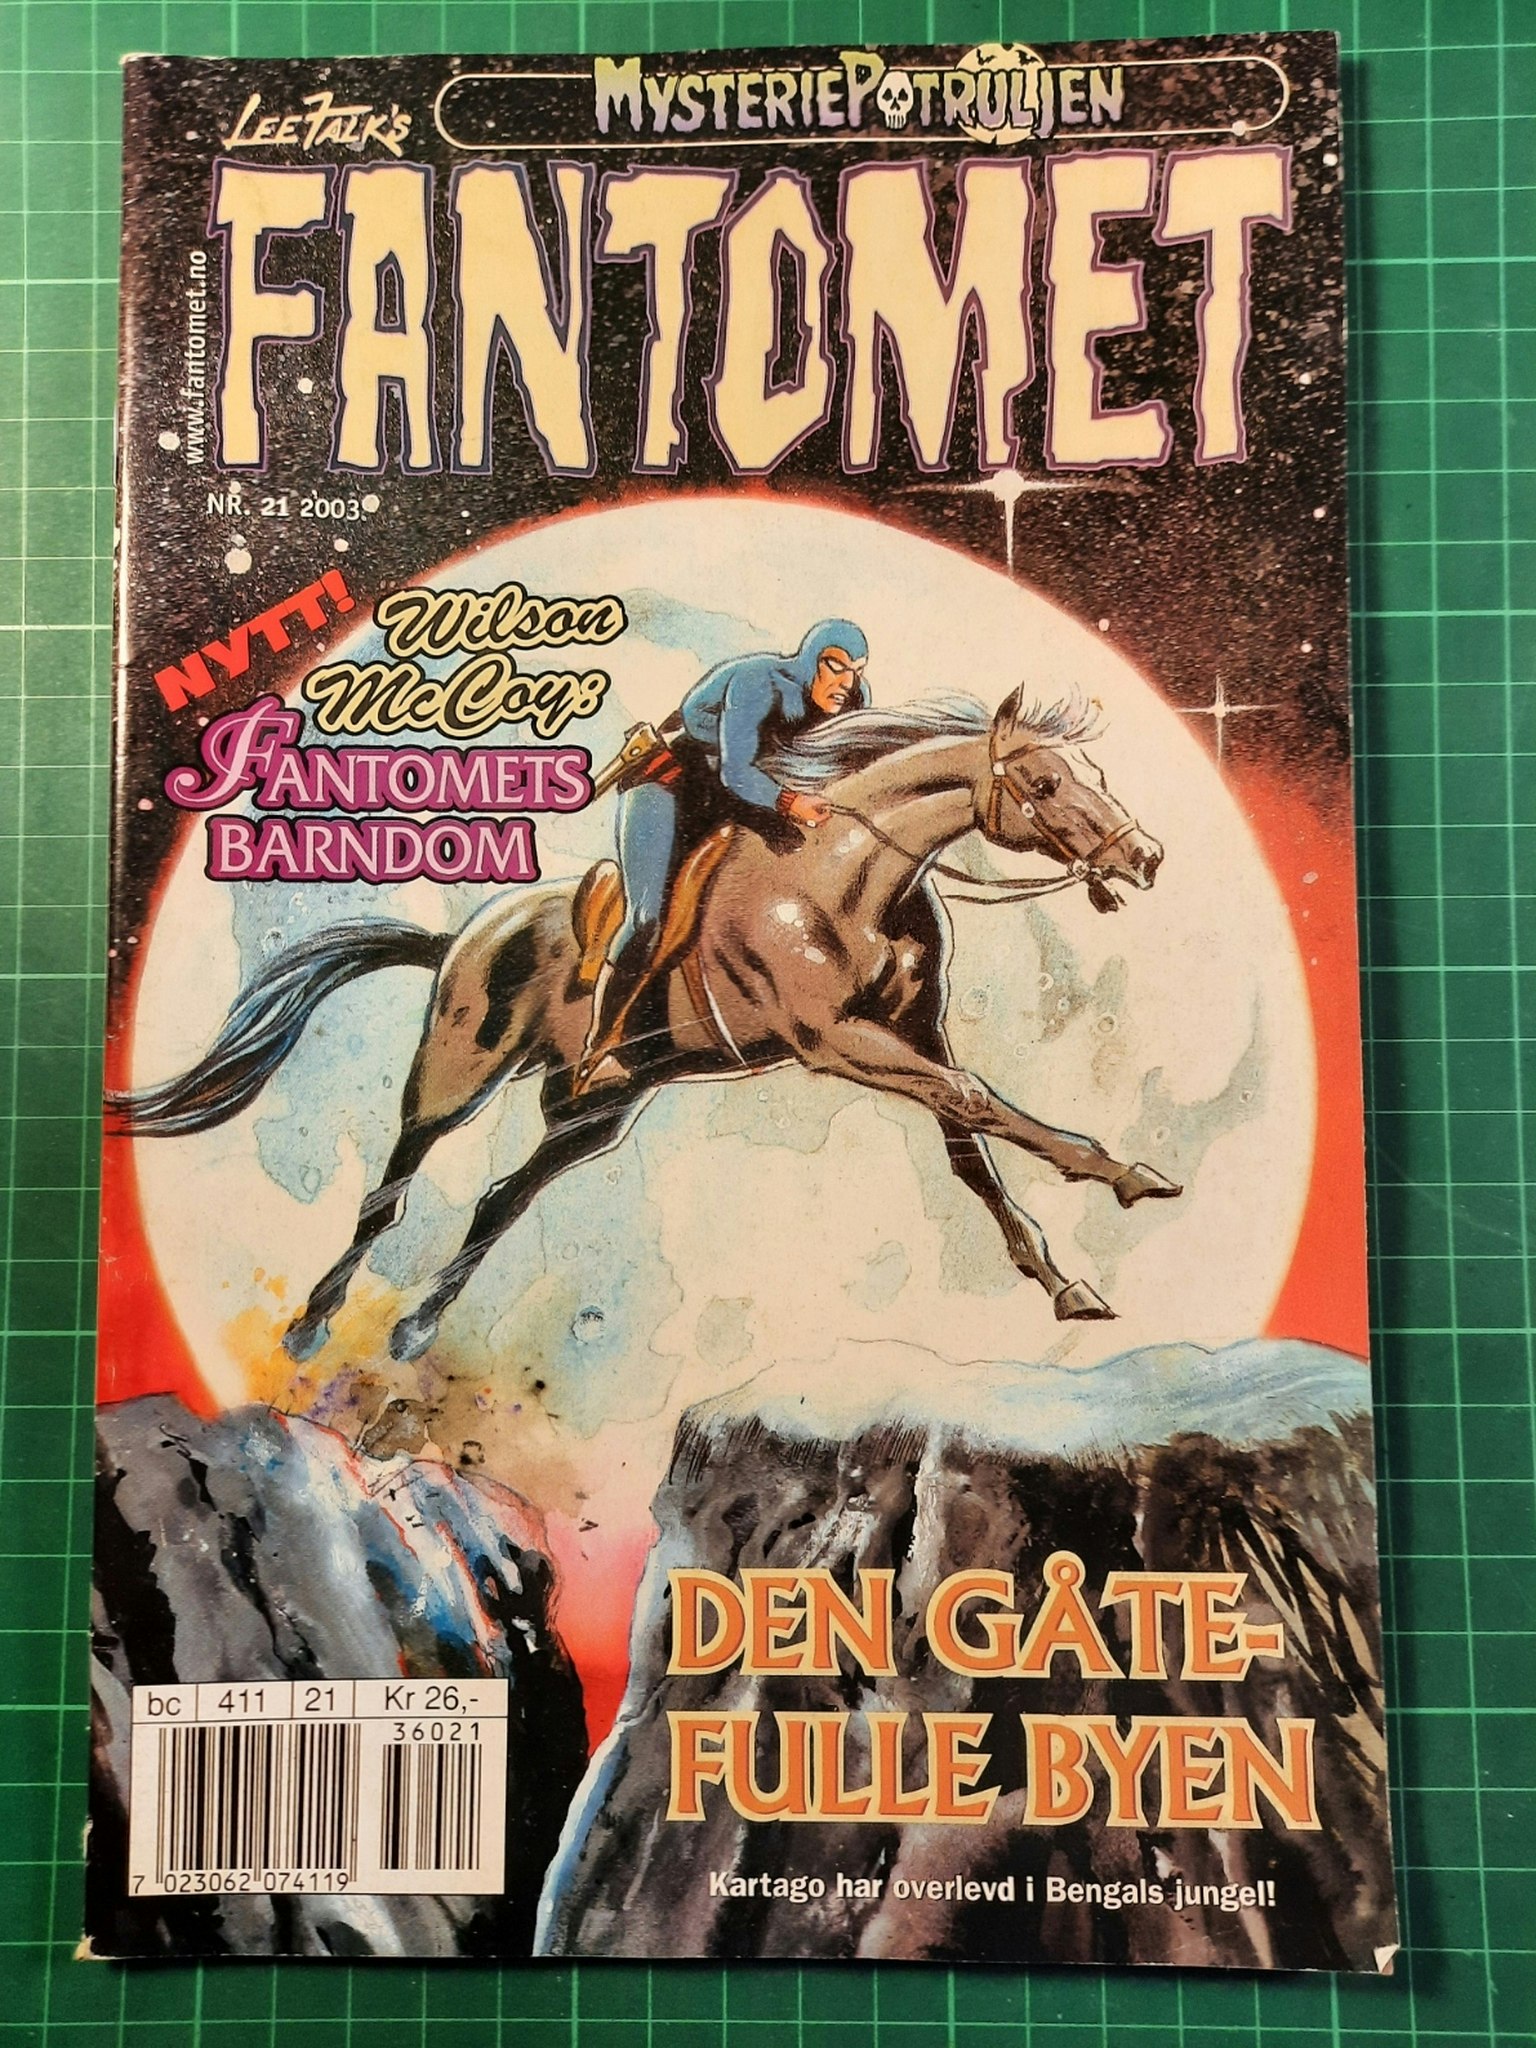 MYSTERIEPATRULJEN
LEE FALK'S
FANTOMET
www.fantomet.no
NR. 21 2003
NYTT!
Wilson
McCoys
FANTOMETS
BARNDOM
DEN GÅTE-
FULLE BYEN
Kartago har overlevd i Bengals jungel!
bc 411 21 Kr 26,-
36021
7 023062 074119